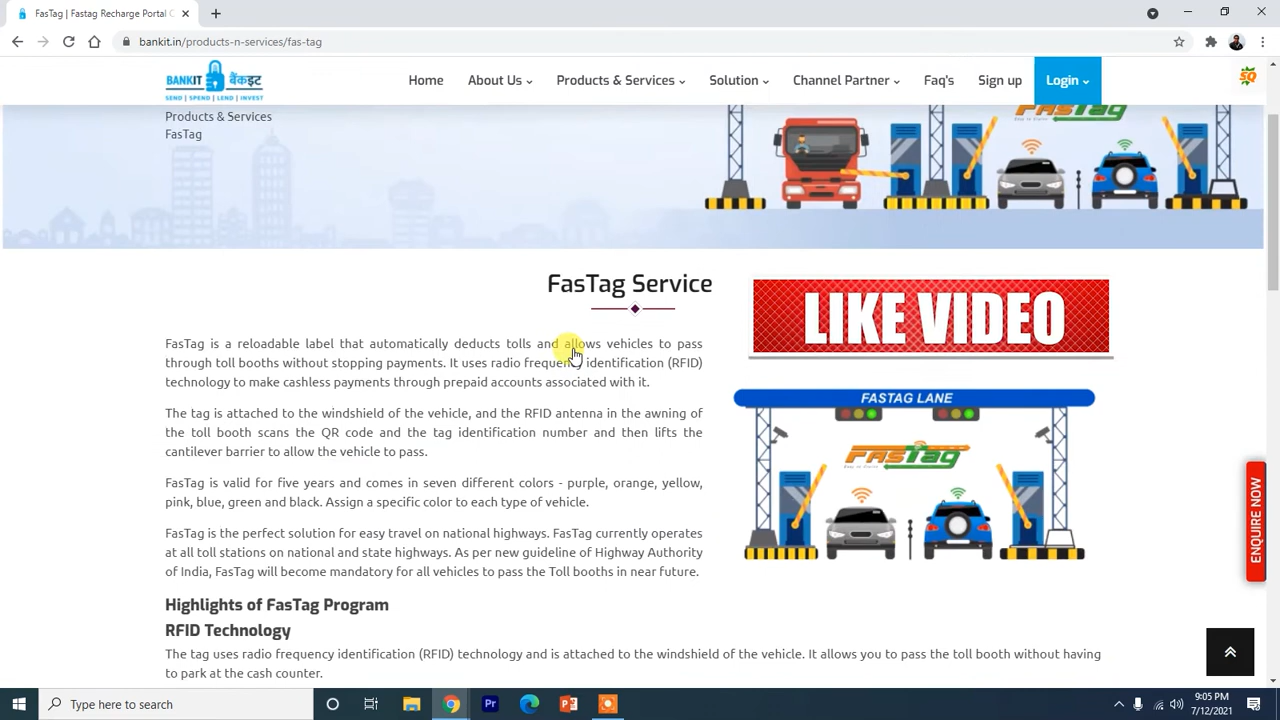 FasTag | Fastag Recharge Portal C
bankit.in/products-n-services/fas-tag
BANKIT बैंकइट
SEND | SPEND | LEND | INVEST
Home
About Us
Products & Services
Solution
Channel Partner
Faq's
Sign up
Login
SQ
Products & Services
FasTag
FASTag
FasTag Service
LIKE VIDEO
FasTag is a reloadable label that automatically deducts tolls and allows vehicles to pass
through toll booths without stopping payments. It uses radio frequency identification (RFID)
technology to make cashless payments through prepaid accounts associated with it.
The tag is attached to the windshield of the vehicle, and the RFID antenna in the awning of
the toll booth scans the QR code and the tag identification number and then lifts the
cantilever barrier to allow the vehicle to pass.
FasTag is valid for five years and comes in seven different colors - purple, orange, yellow,
pink, blue, green and black. Assign a specific color to each type of vehicle.
FasTag is the perfect solution for easy travel on national highways. FasTag currently operates
at all toll stations on national and state highways. As per new guideline of Highway Authority
of India, FasTag will become mandatory for all vehicles to pass the Toll booths in near future.
FASTAG LANE
FASTag
ENQUIRE NOW
Highlights of FasTag Program
RFID Technology
The tag uses radio frequency identification (RFID) technology and is attached to the windshield of the vehicle. It allows you to pass the toll booth without having
to park at the cash counter.
Type here to search
Pr
9:05 PM
7/12/2021